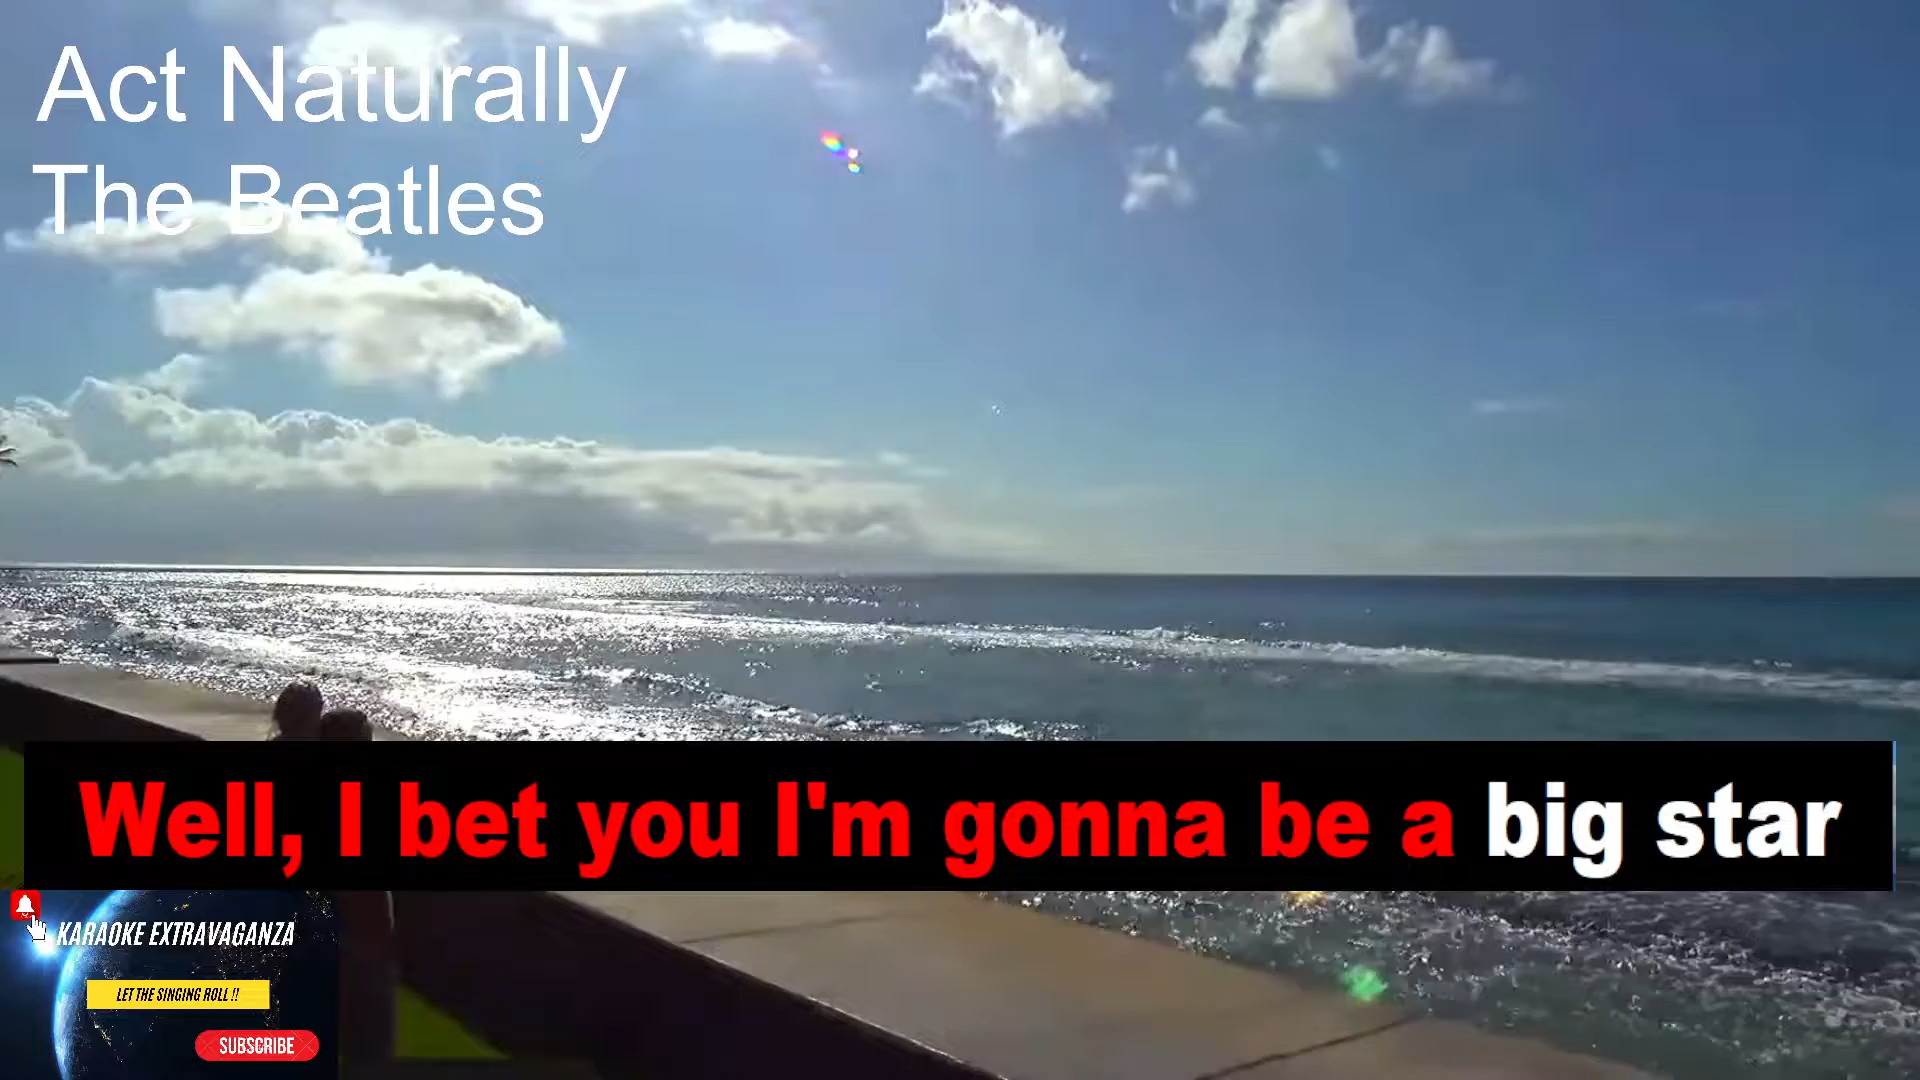 Act Naturally
The Beatles
Well, I bet you I'm gonna be a big star
KARAOKE EXTRAVAGANZA
LET THE SINGING ROLL !!
SUBSCRIBE